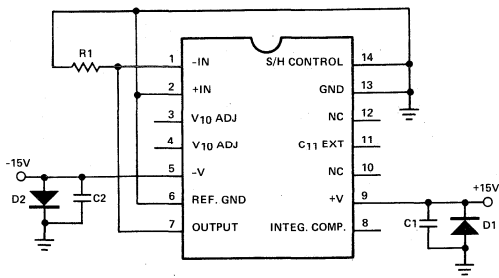 R1
1 -IN S/H CONTROL 14
2 +IN GND 13
3 V10 ADJ NC 12
4 V10 ADJ C11 EXT 11
5 -V NC 10
6 REF. GND +V 9
7 OUTPUT INTEG. COMP. 8
-15V
D2
C2
+15V
C1
D1